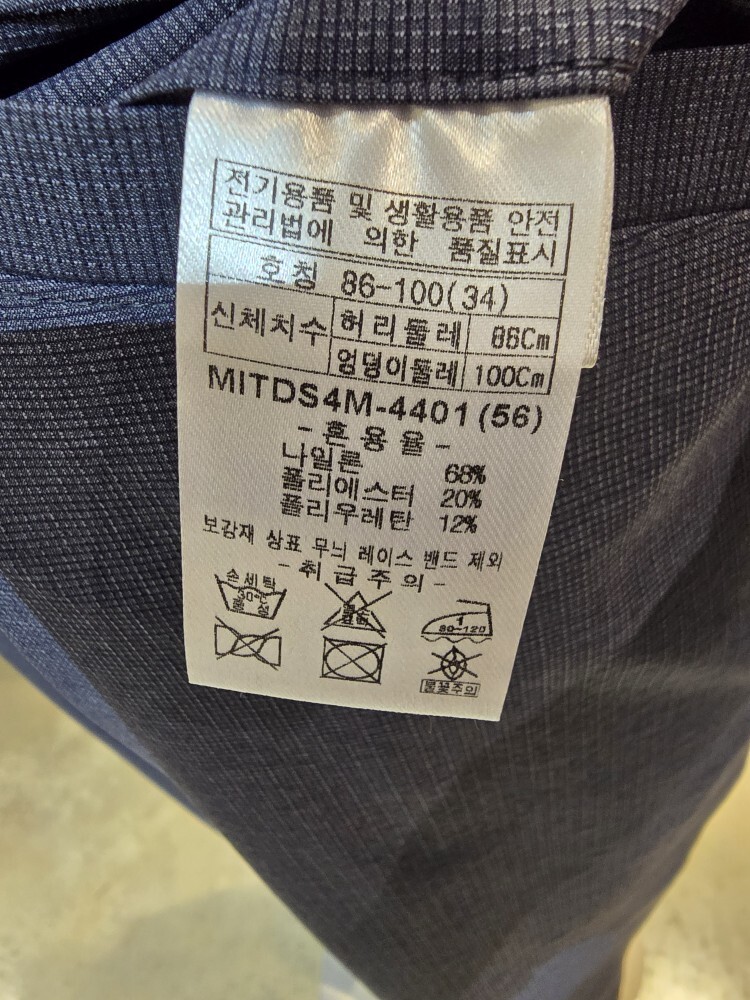 전기용품 및 생활용품 안전
관리법에 의한 품질표시
호칭 86-100(34)
신체치수 허리둘레 86Cm
엉덩이둘레 100Cm
MITDS4M-4401(56)
- 혼용율 -
나일론 68%
폴리에스터 20%
폴리우레탄 12%
보강재 상표 무늬 레이스 밴드 제외
- 취급주의 -
손세탁
30℃
중성
1
80-120
불꽃주의